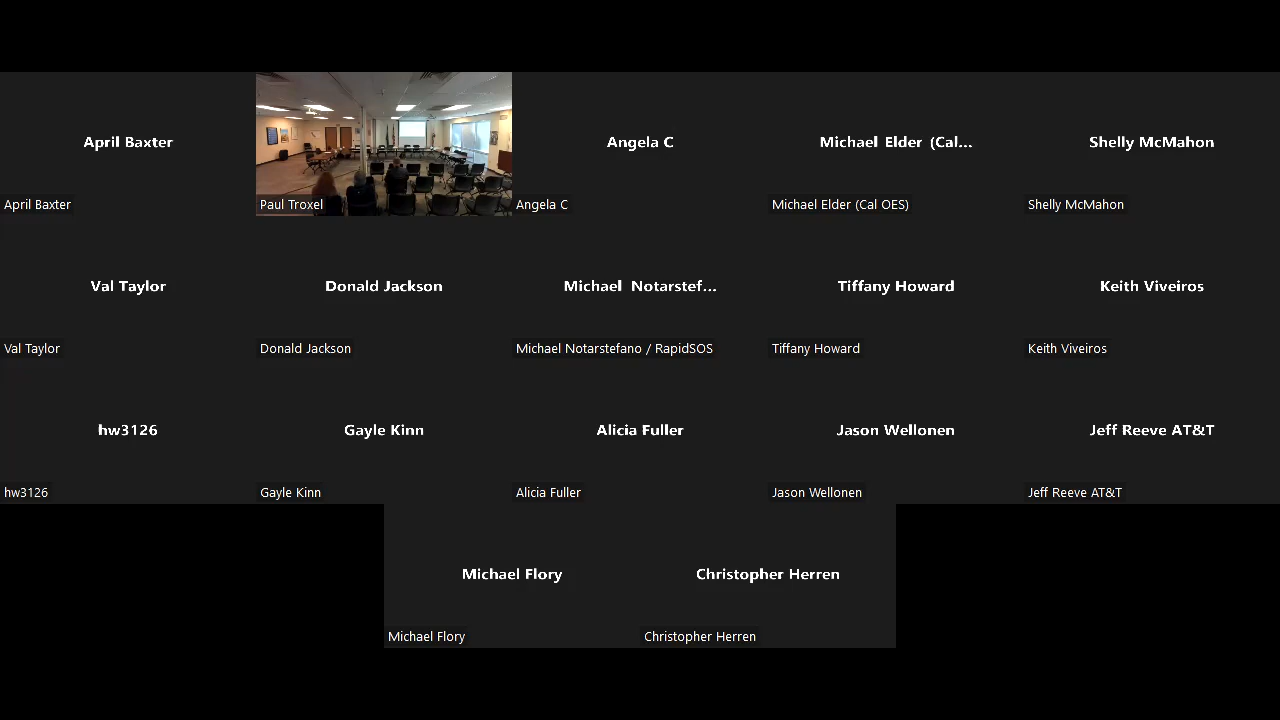 April Baxter
April Baxter
Paul Troxel
Angela C
Angela C
Michael Elder (Cal...
Michael Elder (Cal OES)
Shelly McMahon
Shelly McMahon
Val Taylor
Val Taylor
Donald Jackson
Donald Jackson
Michael Notarstef...
Michael Notarstefano / RapidSOS
Tiffany Howard
Tiffany Howard
Keith Viveiros
Keith Viveiros
hw3126
hw3126
Gayle Kinn
Gayle Kinn
Alicia Fuller
Alicia Fuller
Jason Wellonen
Jason Wellonen
Jeff Reeve AT&T
Jeff Reeve AT&T
Michael Flory
Michael Flory
Christopher Herren
Christopher Herren